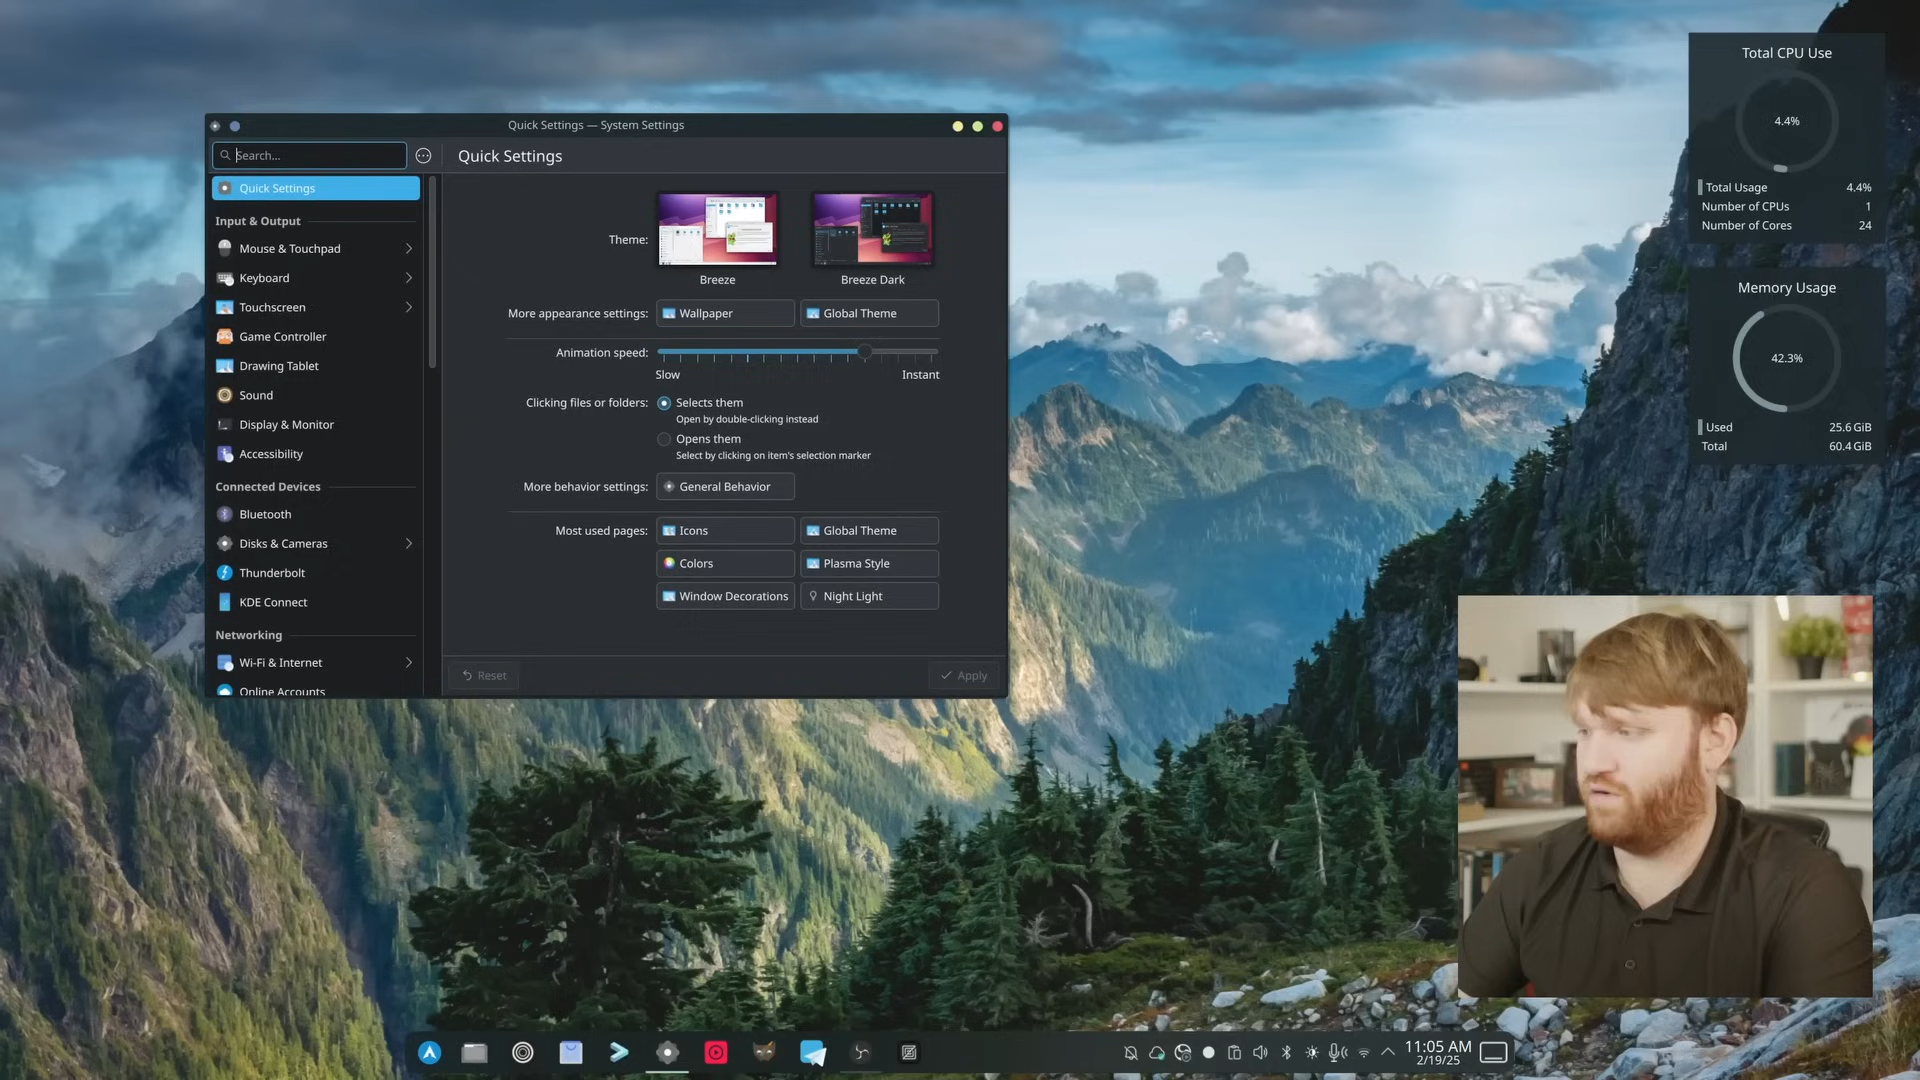 Quick Settings — System Settings
Search...
Quick Settings
Quick Settings
Input & Output
Mouse & Touchpad
Keyboard
Touchscreen
Game Controller
Drawing Tablet
Sound
Display & Monitor
Accessibility
Connected Devices
Bluetooth
Disks & Cameras
Thunderbolt
KDE Connect
Networking
Wi-Fi & Internet
Online Accounts
Theme:
Breeze
Breeze Dark
More appearance settings:
Wallpaper
Global Theme
Animation speed:
Slow
Instant
Clicking files or folders:
Selects them
Open by double-clicking instead
Opens them
Select by clicking on item's selection marker
More behavior settings:
General Behavior
Most used pages:
Icons
Global Theme
Colors
Plasma Style
Window Decorations
Night Light
Reset
Apply
Total CPU Use
4.4%
Total Usage 4.4%
Number of CPUs 1
Number of Cores 24
Memory Usage
42.3%
Used 25.6 GiB
Total 60.4 GiB
11:05 AM
2/19/25